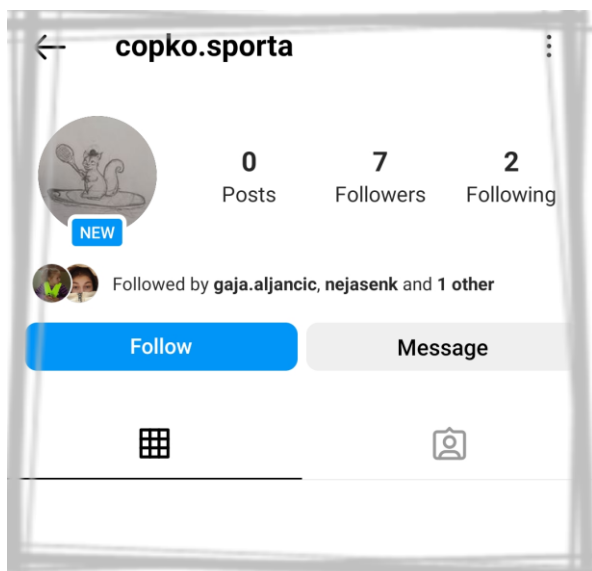 copko.sporta
0 7 2
Posts Followers Following
NEW
Followed by gaja.aljancic, nejasenk and 1 other
Follow Message